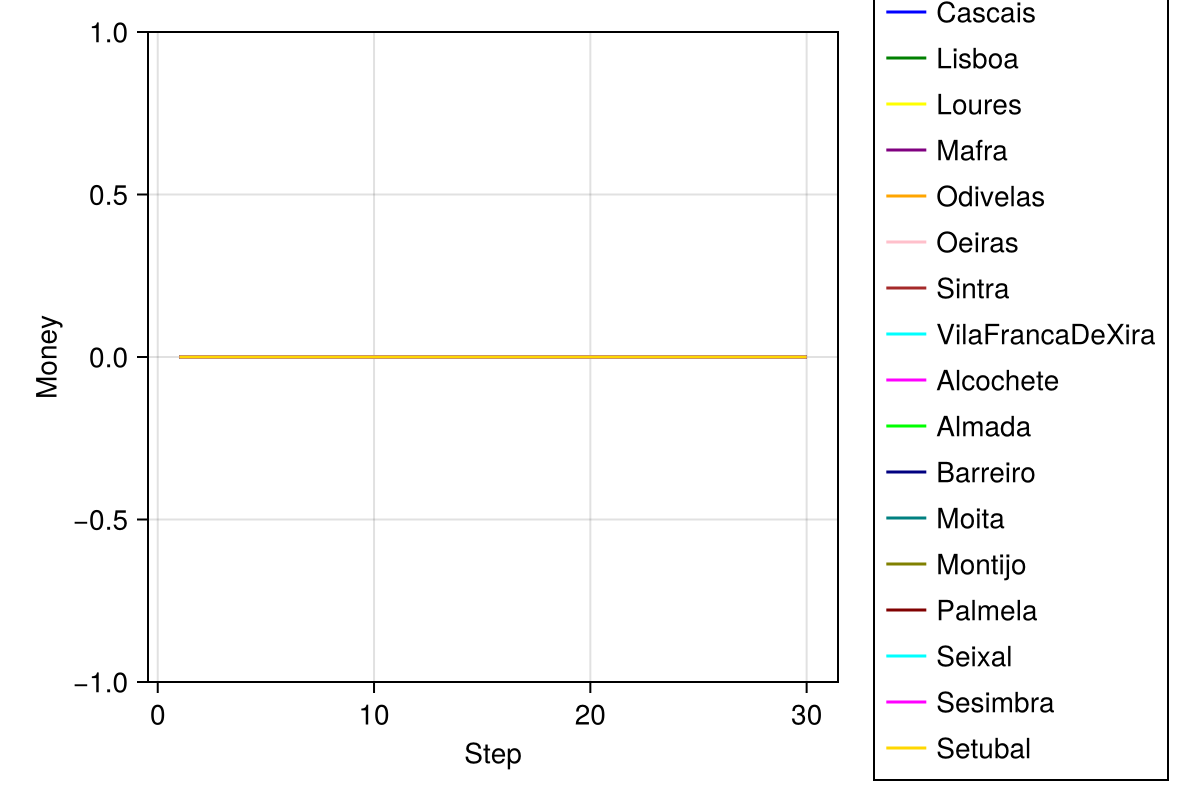 1.0
0.5
0.0
−0.5
−1.0
Money
0
10
20
30
Step
Cascais
Lisboa
Loures
Mafra
Odivelas
Oeiras
Sintra
VilaFrancaDeXira
Alcochete
Almada
Barreiro
Moita
Montijo
Palmela
Seixal
Sesimbra
Setubal